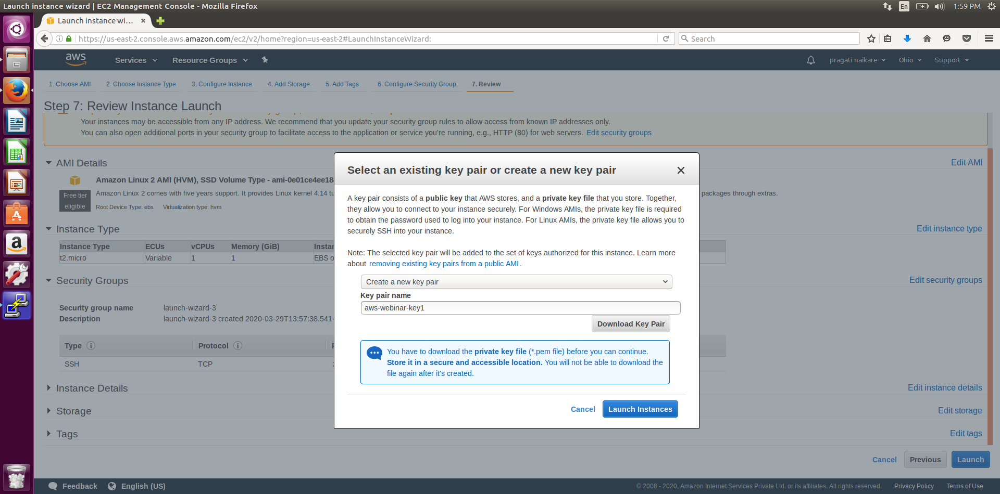 Launch instance wizard | EC2 Management Console - Mozilla Firefox
En
1:59 PM
Launch instance wi...
https://us-east-2.console.aws.amazon.com/ec2/v2/home?region=us-east-2#LaunchInstanceWizard:
Search
aws
Services
Resource Groups
pragati naikare
Ohio
Support
1. Choose AMI
2. Choose Instance Type
3. Configure Instance
4. Add Storage
5. Add Tags
6. Configure Security Group
7. Review
Step 7: Review Instance Launch
Your instances may be accessible from any IP address. We recommend that you update your security group rules to allow access from known IP addresses only.
You can also open additional ports in your security group to facilitate access to the application or service you're running, e.g., HTTP (80) for web servers. Edit security groups
AMI Details
Edit AMI
Amazon Linux 2 AMI (HVM), SSD Volume Type - ami-0e01ce4ee18
Free tier
eligible
Amazon Linux 2 comes with five years support. It provides Linux kernel 4.14 tu
packages through extras.
Root Device Type: ebs
Virtualization type: hvm
Instance Type
Edit instance type
Instance Type
ECUs
vCPUs
Memory (GiB)
Instan
t2.micro
Variable
1
1
EBS o
Security Groups
Edit security groups
Security group name
launch-wizard-3
Description
launch-wizard-3 created 2020-03-29T13:57:38.541-
Type
Protocol
SSH
TCP
Instance Details
Edit instance details
Storage
Edit storage
Tags
Edit tags
Select an existing key pair or create a new key pair
A key pair consists of a public key that AWS stores, and a private key file that you store. Together,
they allow you to connect to your instance securely. For Windows AMIs, the private key file is required
to obtain the password used to log into your instance. For Linux AMIs, the private key file allows you to
securely SSH into your instance.
Note: The selected key pair will be added to the set of keys authorized for this instance. Learn more
about removing existing key pairs from a public AMI.
Create a new key pair
Key pair name
aws-webinar-key1
Download Key Pair
You have to download the private key file (*.pem file) before you can continue.
Store it in a secure and accessible location. You will not be able to download the
file again after it's created.
Cancel
Launch Instances
Cancel
Previous
Launch
Feedback
English (US)
© 2008 - 2020, Amazon Internet Services Private Ltd. or its affiliates. All rights reserved.
Privacy Policy
Terms of Use